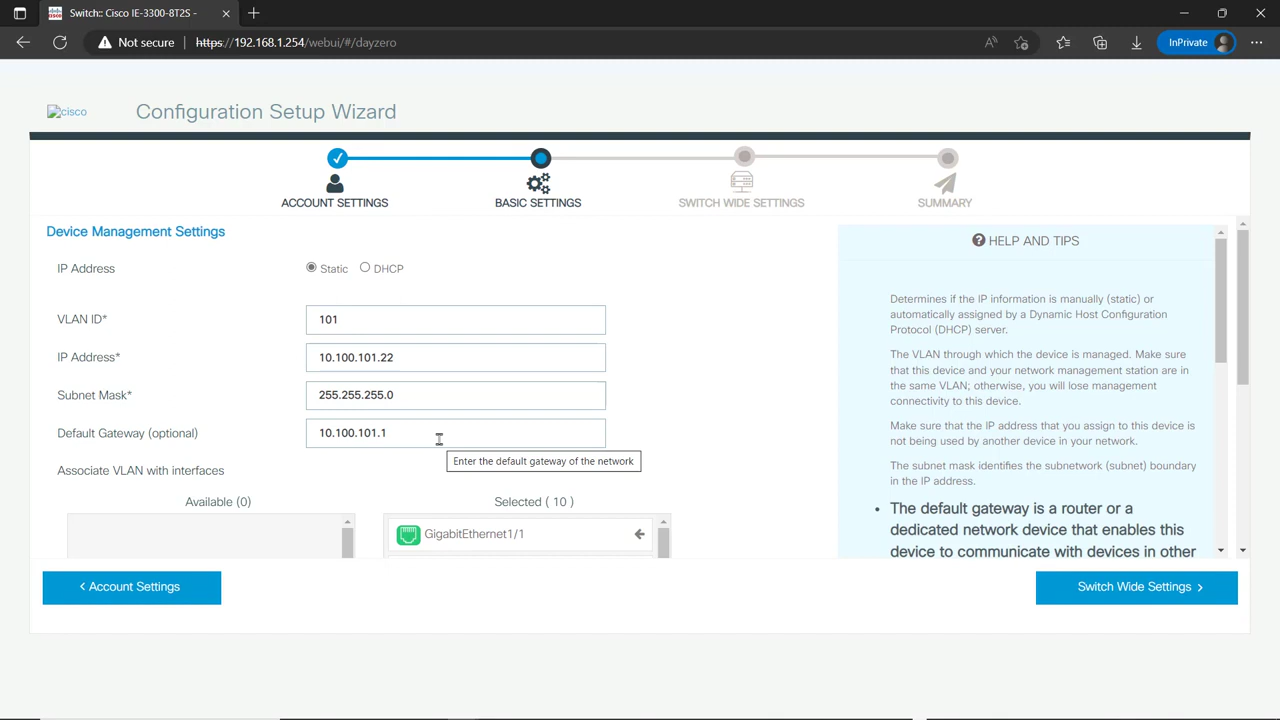 Switch:: Cisco IE-3300-8T2S -
Not secure
https://192.168.1.254/webui/#/dayzero
InPrivate
cisco
Configuration Setup Wizard
ACCOUNT SETTINGS
BASIC SETTINGS
SWITCH WIDE SETTINGS
SUMMARY
Device Management Settings
IP Address
Static
DHCP
VLAN ID*
101
IP Address*
10.100.101.22
Subnet Mask*
255.255.255.0
Default Gateway (optional)
10.100.101.1
Enter the default gateway of the network
Associate VLAN with interfaces
Available (0)
Selected ( 10 )
GigabitEthernet1/1
HELP AND TIPS
Determines if the IP information is manually (static) or
automatically assigned by a Dynamic Host Configuration
Protocol (DHCP) server.
The VLAN through which the device is managed. Make sure
that this device and your network management station are in
the same VLAN; otherwise, you will lose management
connectivity to this device.
Make sure that the IP address that you assign to this device is
not being used by another device in your network.
The subnet mask identifies the subnetwork (subnet) boundary
in the IP address.
• The default gateway is a router or a
dedicated network device that enables this
device to communicate with devices in other
< Account Settings
Switch Wide Settings >